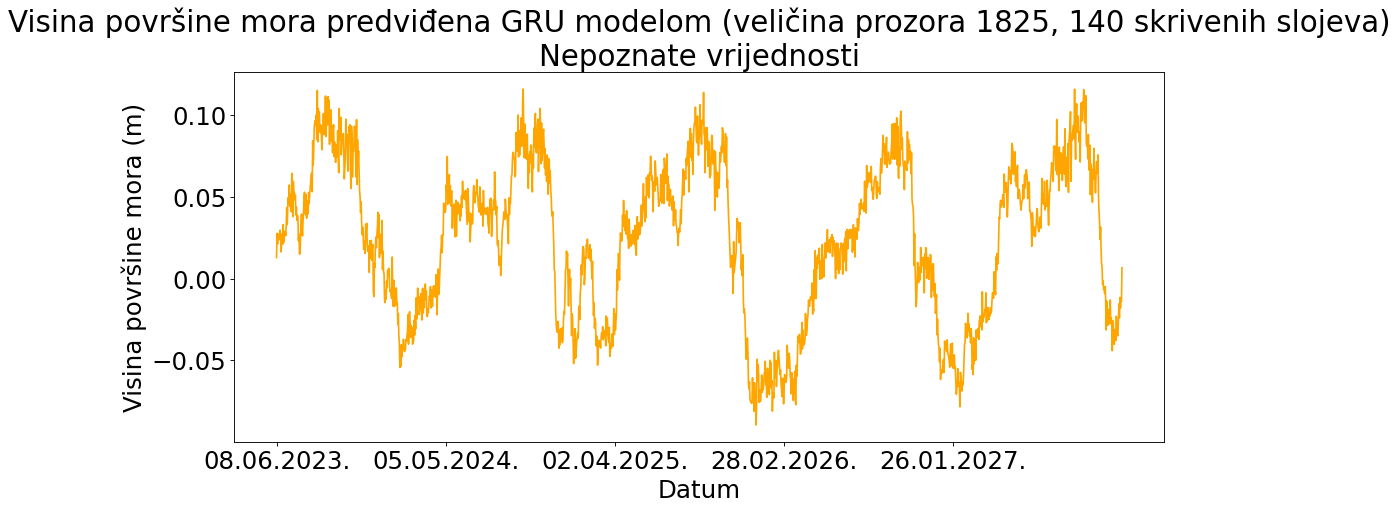 Visina površine mora predviđena GRU modelom (veličina prozora 1825, 140 skrivenih slojeva)
Nepoznate vrijednosti
Visina površine mora (m)
0.10
0.05
0.00
−0.05
08.06.2023. 05.05.2024. 02.04.2025. 28.02.2026. 26.01.2027.
Datum